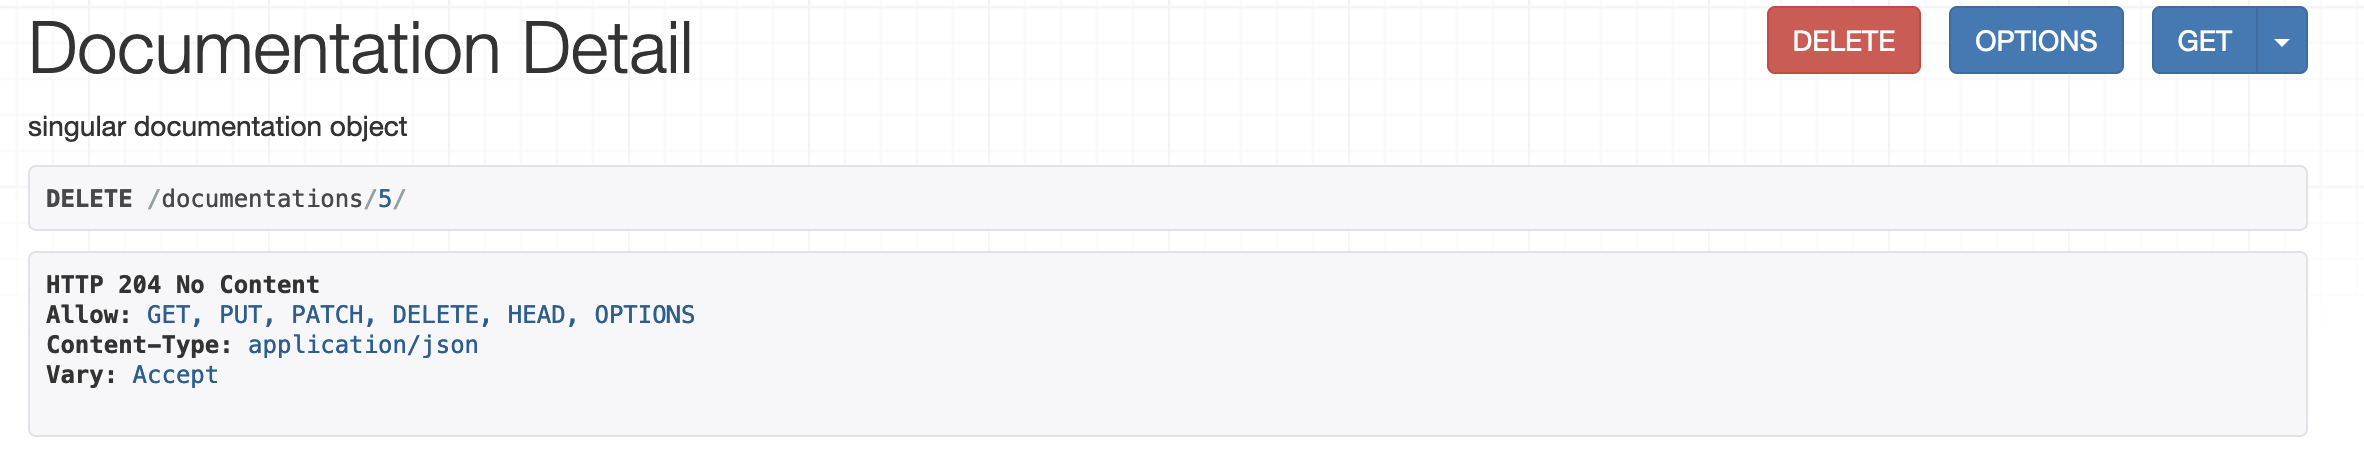 Documentation Detail
DELETE OPTIONS GET
singular documentation object
DELETE /documentations/5/
HTTP 204 No Content
Allow: GET, PUT, PATCH, DELETE, HEAD, OPTIONS
Content-Type: application/json
Vary: Accept